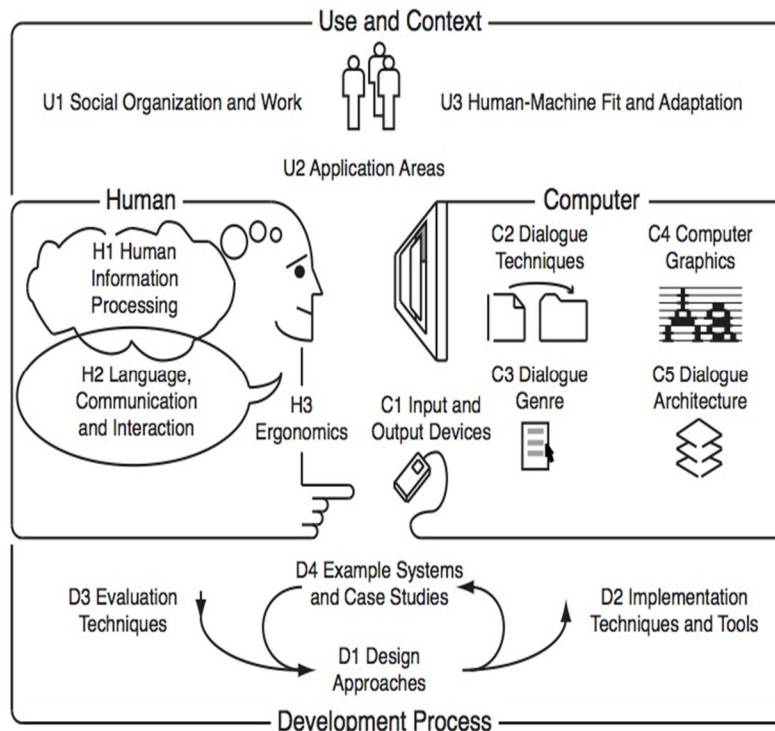 Use and Context
U1 Social Organization and Work
U3 Human-Machine Fit and Adaptation
U2 Application Areas
Human
H1 Human
Information
Processing
H2 Language,
Communication
and Interaction
H3
Ergonomics
Computer
C1 Input and
Output Devices
C2 Dialogue
Techniques
C4 Computer
Graphics
C3 Dialogue
Genre
C5 Dialogue
Architecture
D3 Evaluation
Techniques
D4 Example Systems
and Case Studies
D2 Implementation
Techniques and Tools
D1 Design
Approaches
Development Process